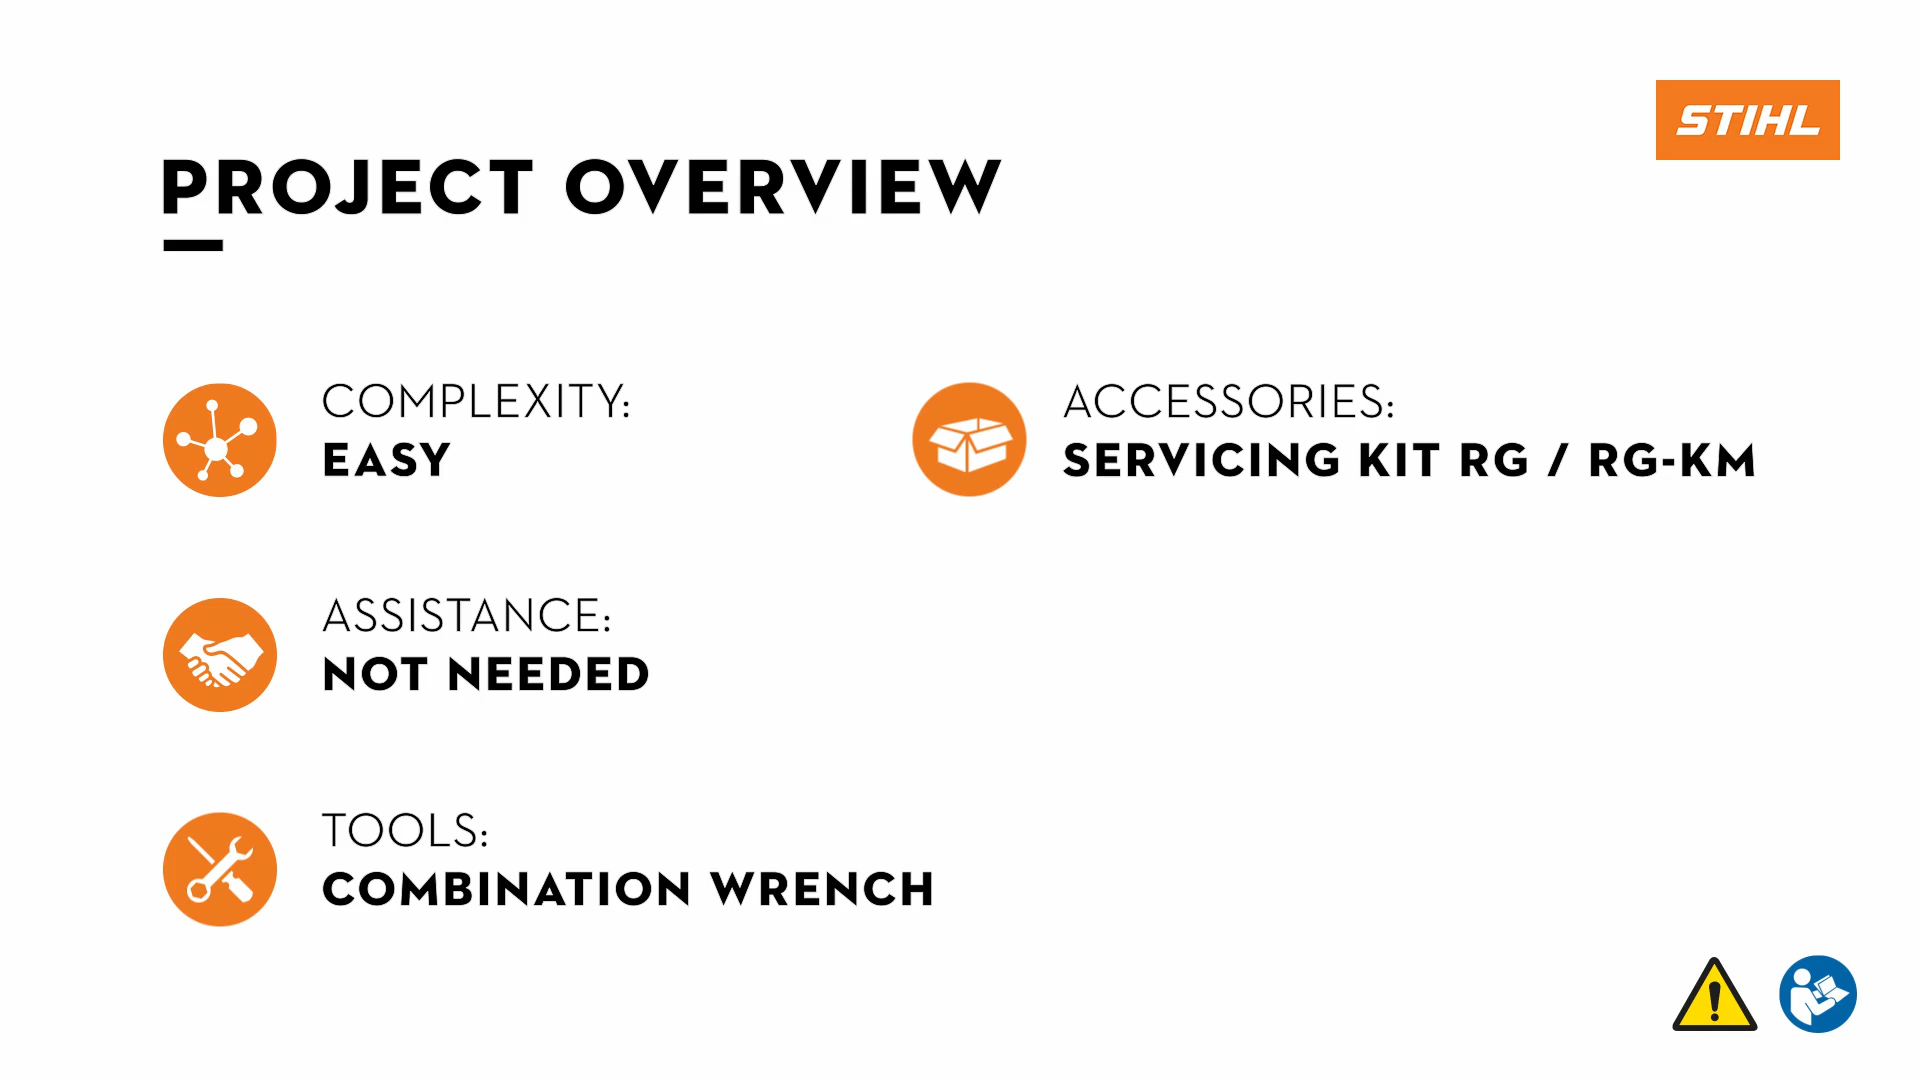 STIHL
PROJECT OVERVIEW
COMPLEXITY:
EASY
ACCESSORIES:
SERVICING KIT RG / RG-KM
ASSISTANCE:
NOT NEEDED
TOOLS:
COMBINATION WRENCH